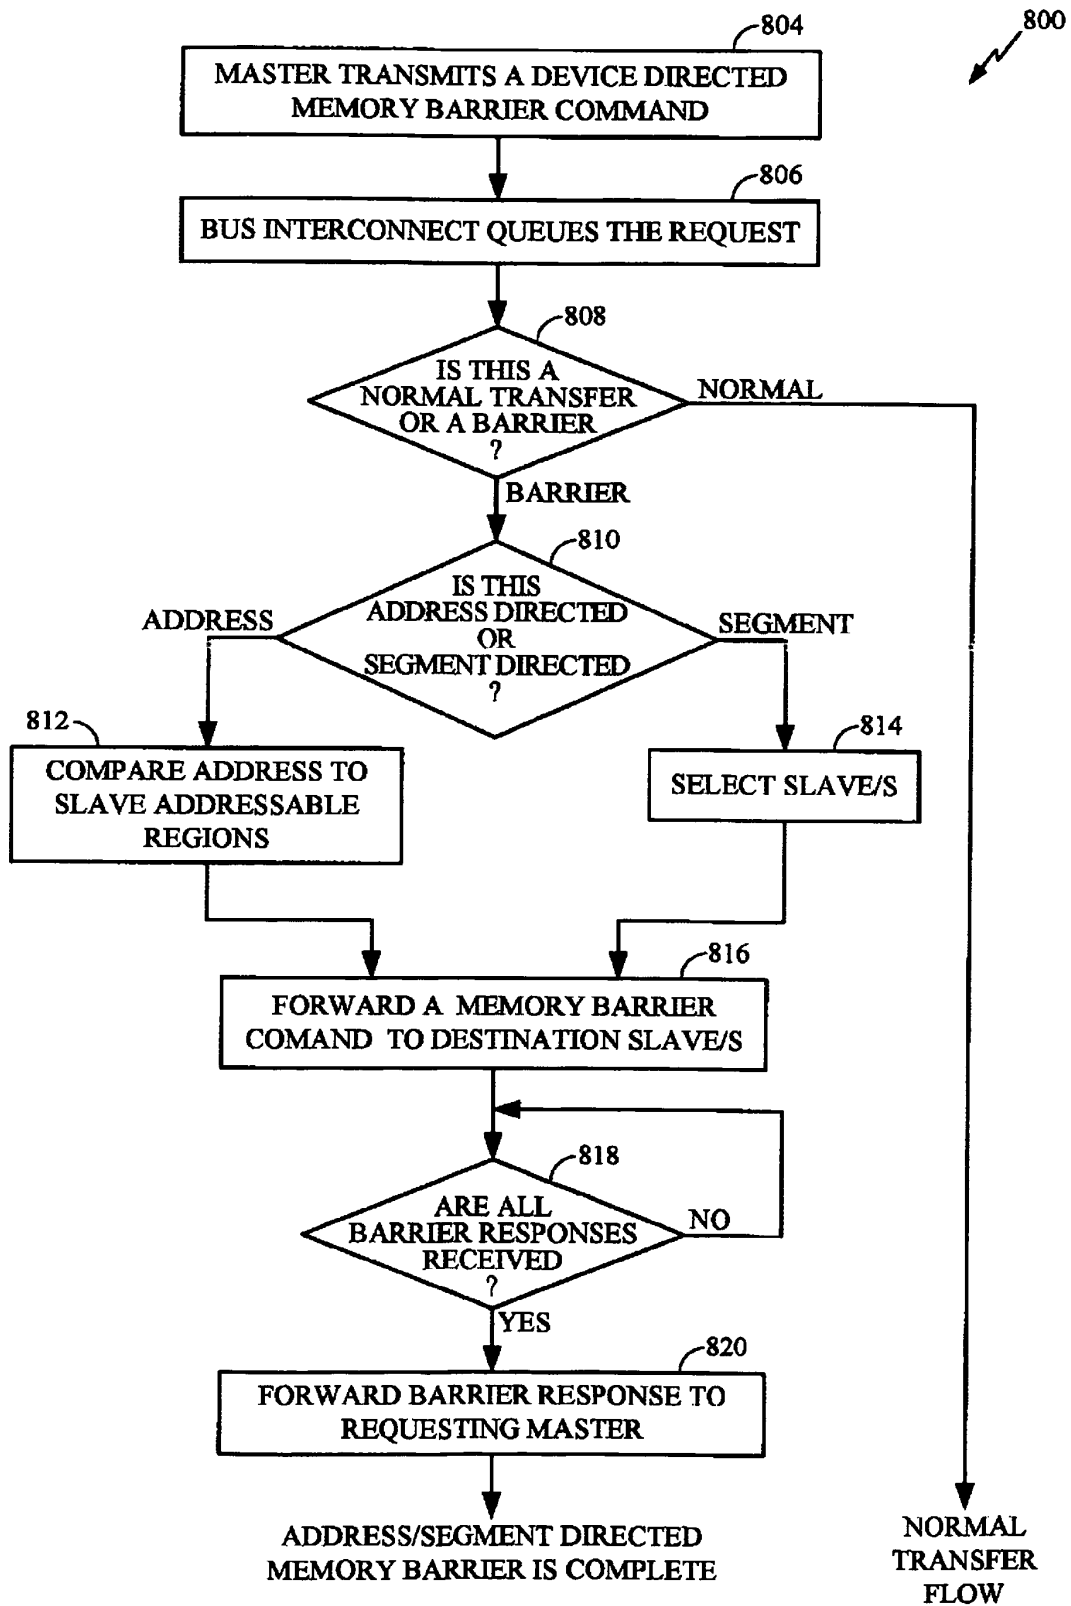 800
804
MASTER TRANSMITS A DEVICE DIRECTED
MEMORY BARRIER COMMAND
806
BUS INTERCONNECT QUEUES THE REQUEST
808
IS THIS A
NORMAL TRANSFER
OR A BARRIER
?
NORMAL
BARRIER
810
IS THIS
ADDRESS DIRECTED
OR
SEGMENT DIRECTED
?
ADDRESS
SEGMENT
812
COMPARE ADDRESS TO
SLAVE ADDRESSABLE
REGIONS
814
SELECT SLAVE/S
816
FORWARD A MEMORY BARRIER
COMAND TO DESTINATION SLAVE/S
818
ARE ALL
BARRIER RESPONSES
RECEIVED
?
NO
YES
820
FORWARD BARRIER RESPONSE TO
REQUESTING MASTER
ADDRESS/SEGMENT DIRECTED
MEMORY BARRIER IS COMPLETE
NORMAL
TRANSFER
FLOW